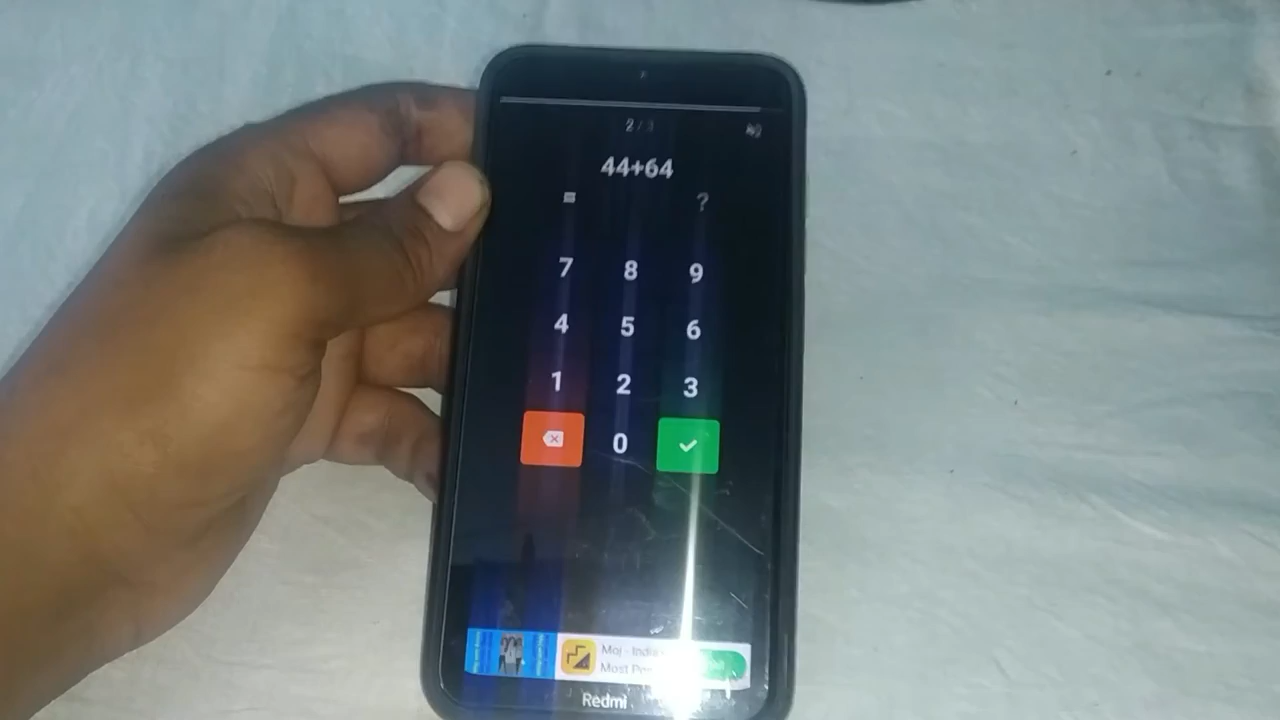 2/3
44+64
= ?
7 8 9
4 5 6
1 2 3
0
Moj - India
Most Po
Redmi